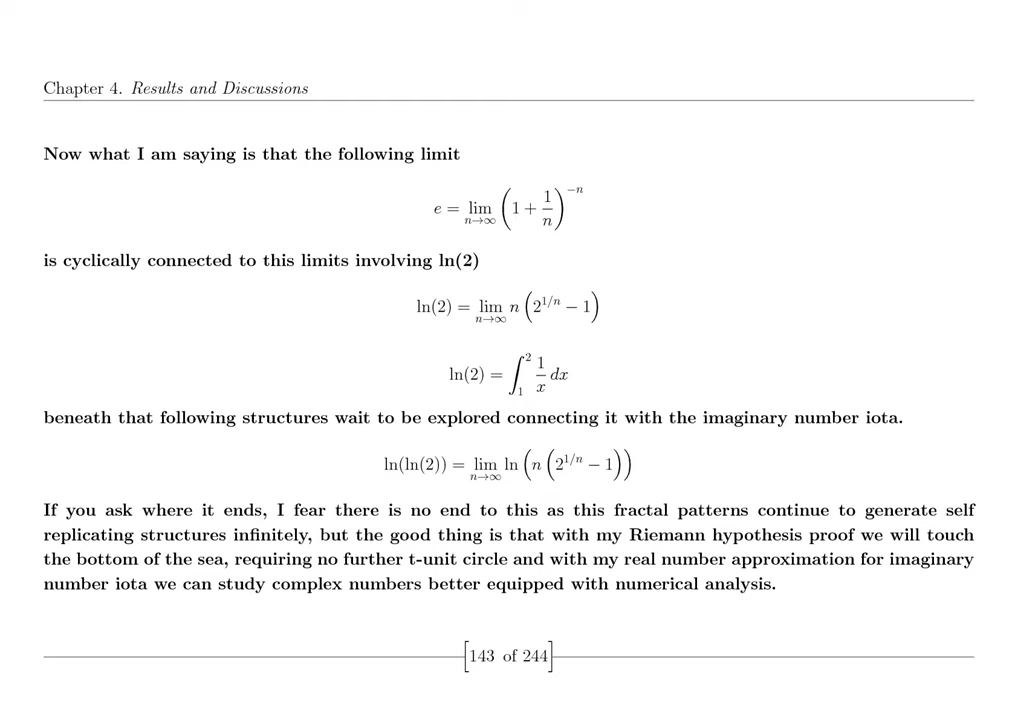 Chapter 4. Results and Discussions
Now what I am saying is that the following limit
e = lim n→∞ (1 + 1/n)^−n
is cyclically connected to this limits involving ln(2)
ln(2) = lim n→∞ n (2^1/n − 1)
ln(2) = ∫₁² 1/x dx
beneath that following structures wait to be explored connecting it with the imaginary number iota.
ln(ln(2)) = lim n→∞ ln (n (2^1/n − 1))
If you ask where it ends, I fear there is no end to this as this fractal patterns continue to generate self
replicating structures infinitely, but the good thing is that with my Riemann hypothesis proof we will touch
the bottom of the sea, requiring no further t-unit circle and with my real number approximation for imaginary
number iota we can study complex numbers better equipped with numerical analysis.
[143 of 244]